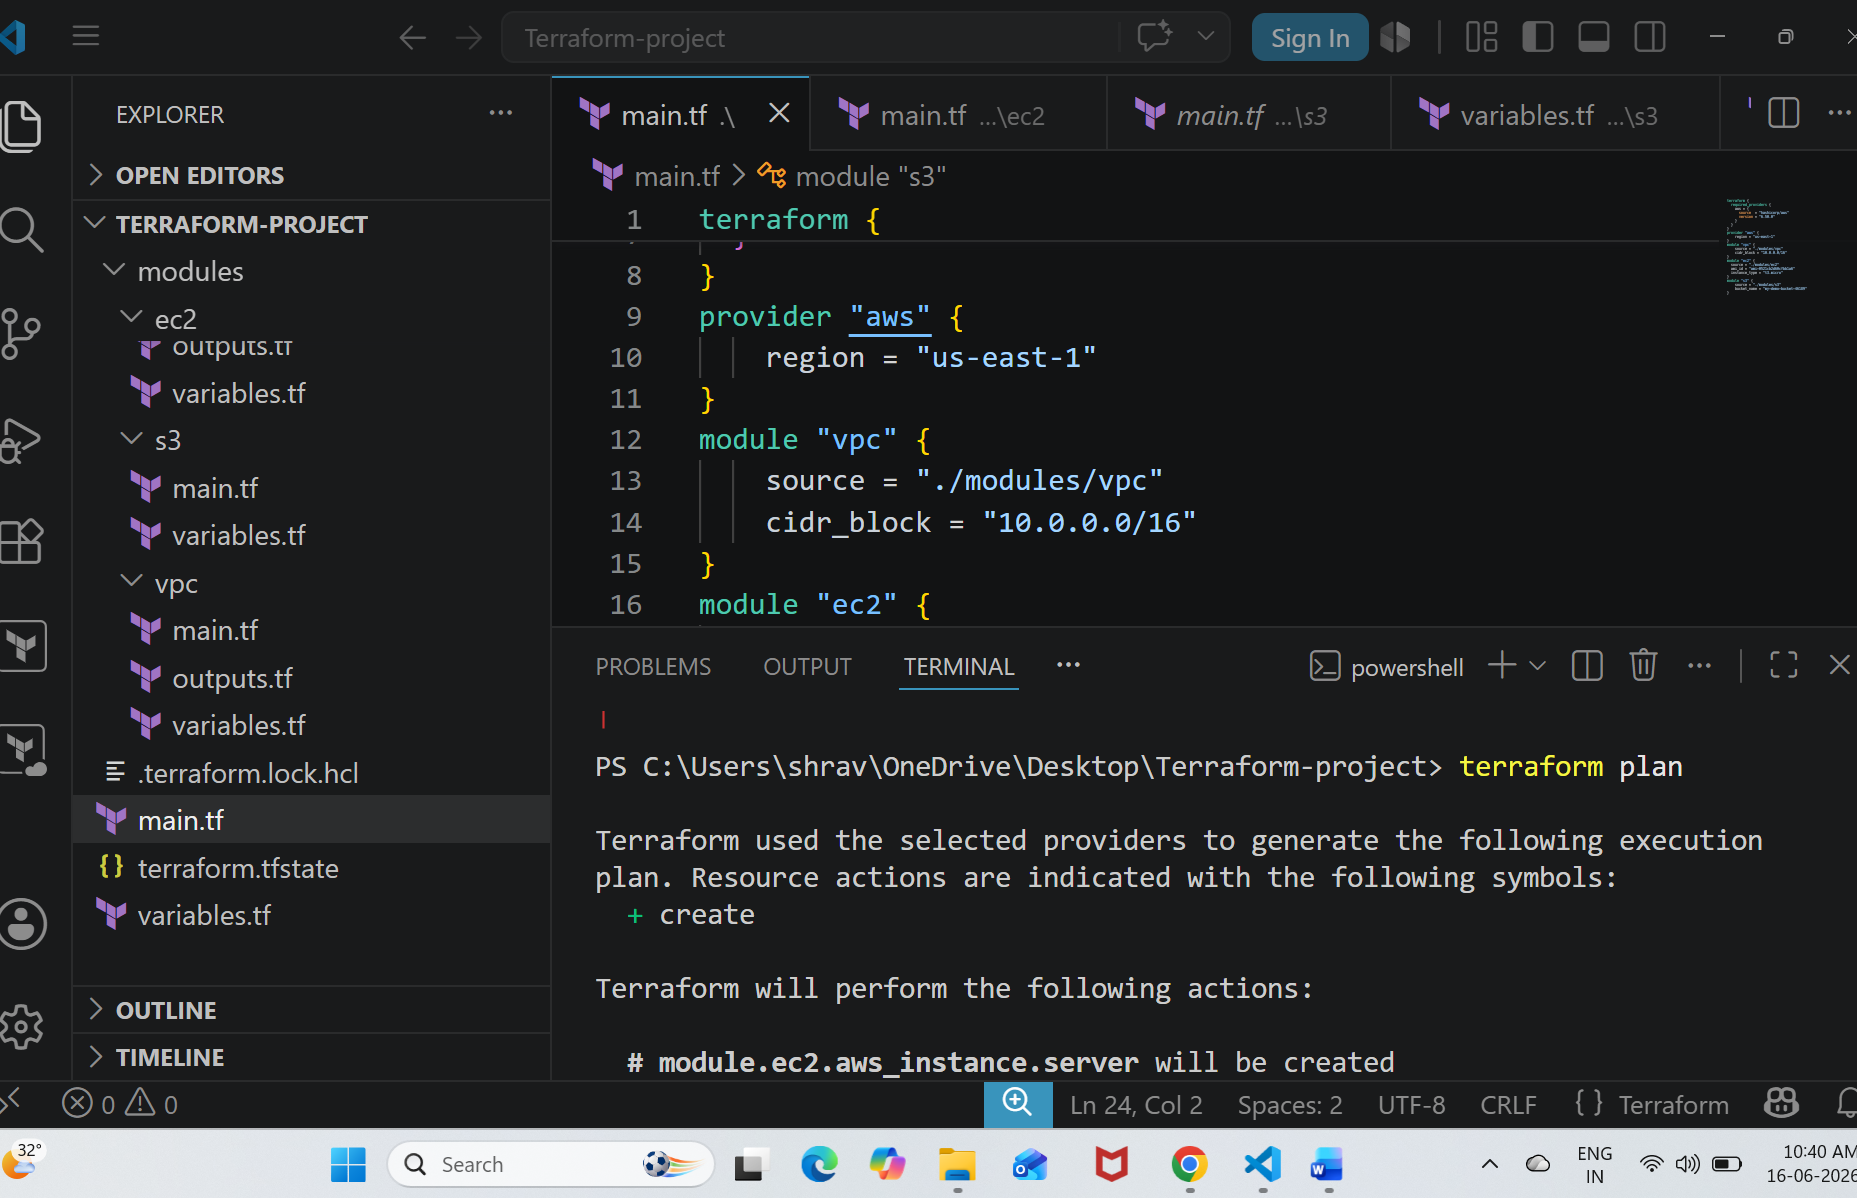 Terraform-project
Sign In
EXPLORER
OPEN EDITORS
TERRAFORM-PROJECT
modules
ec2
outputs.tf
variables.tf
s3
main.tf
variables.tf
vpc
main.tf
outputs.tf
variables.tf
.terraform.lock.hcl
main.tf
{} terraform.tfstate
variables.tf
OUTLINE
TIMELINE
main.tf .\
main.tf ...\ec2
main.tf ...\s3
variables.tf ...\s3
main.tf > module "s3"
1 terraform {
8 }
9 provider "aws" {
10 region = "us-east-1"
11 }
12 module "vpc" {
13 source = "./modules/vpc"
14 cidr_block = "10.0.0.0/16"
15 }
16 module "ec2" {
PROBLEMS OUTPUT TERMINAL
powershell
PS C:\Users\shrav\OneDrive\Desktop\Terraform-project> terraform plan
Terraform used the selected providers to generate the following execution
plan. Resource actions are indicated with the following symbols:
+ create
Terraform will perform the following actions:
# module.ec2.aws_instance.server will be created
0 0
Ln 24, Col 2 Spaces: 2 UTF-8 CRLF {} Terraform
32°
Search
ENG
IN
10:40 AM
16-06-2026